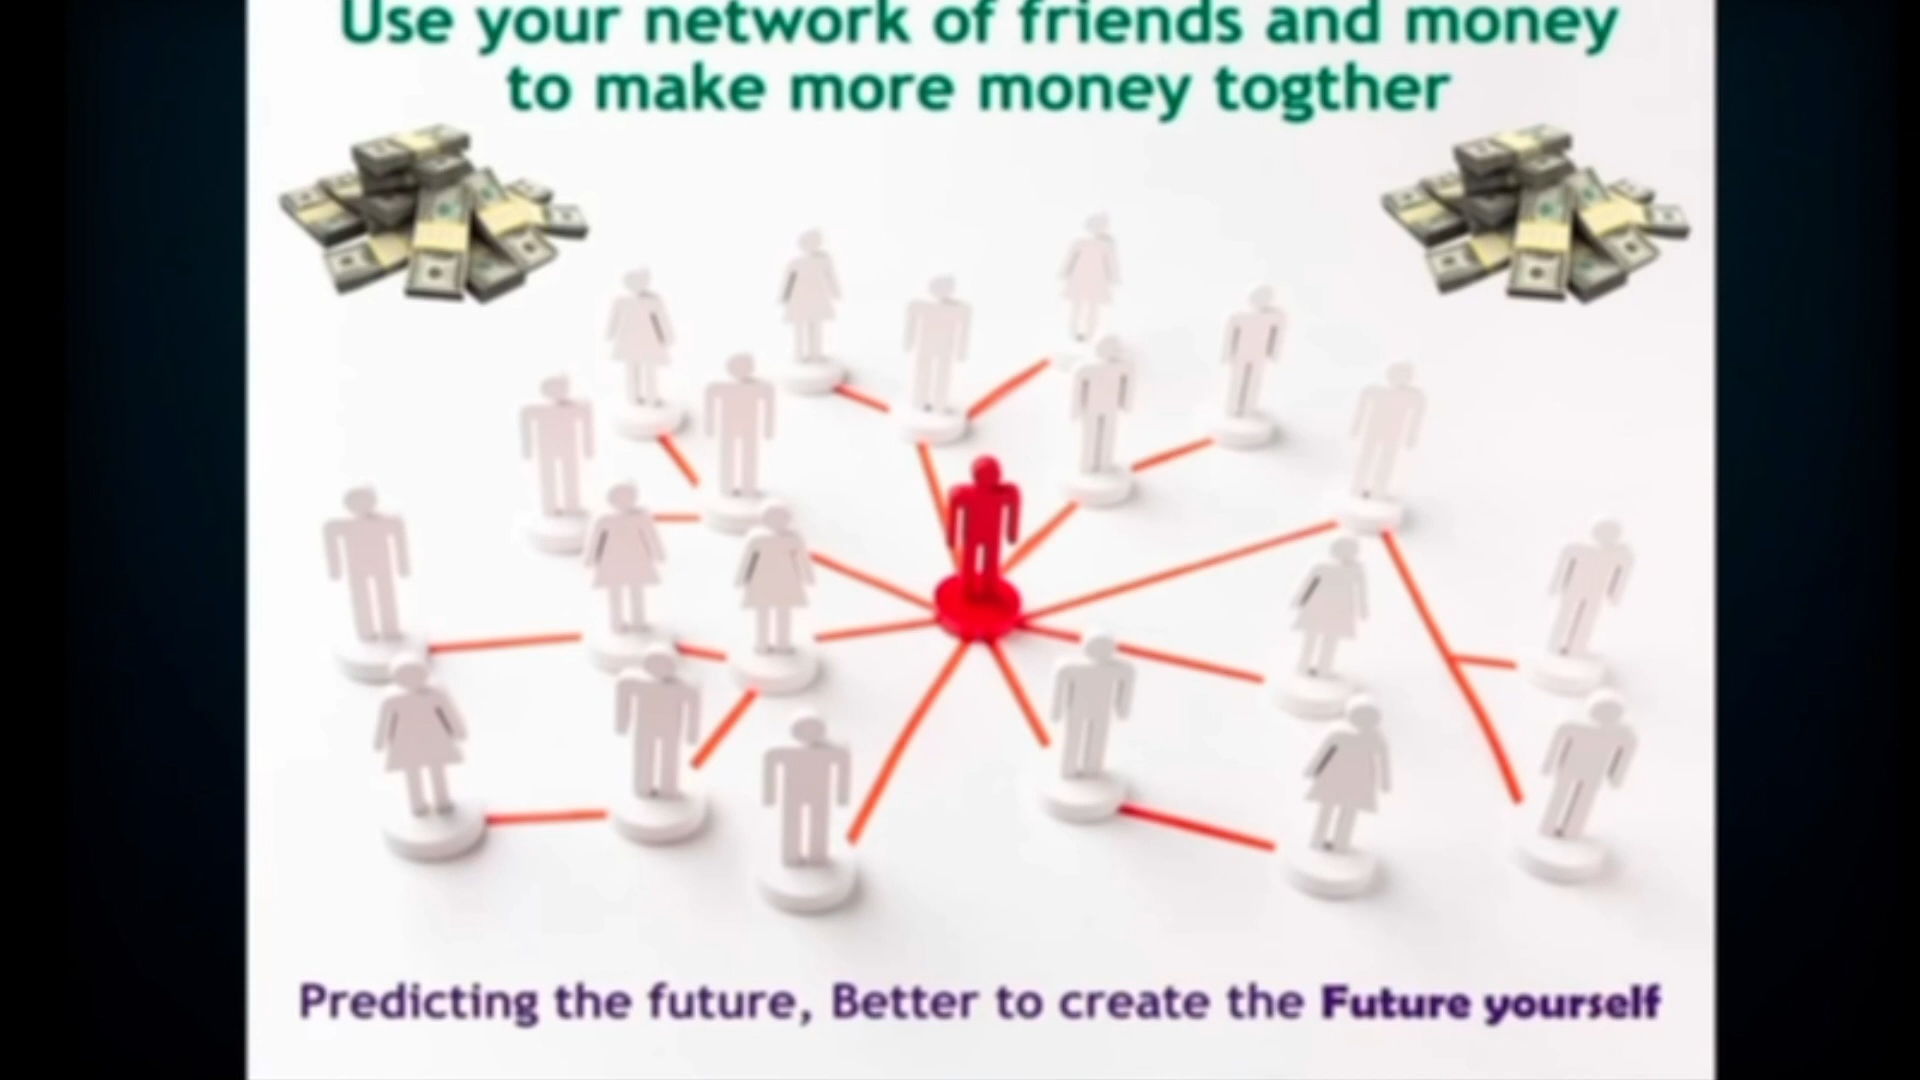 Use your network of friends and money
to make more money togther
Predicting the future, Better to create the Future yourself